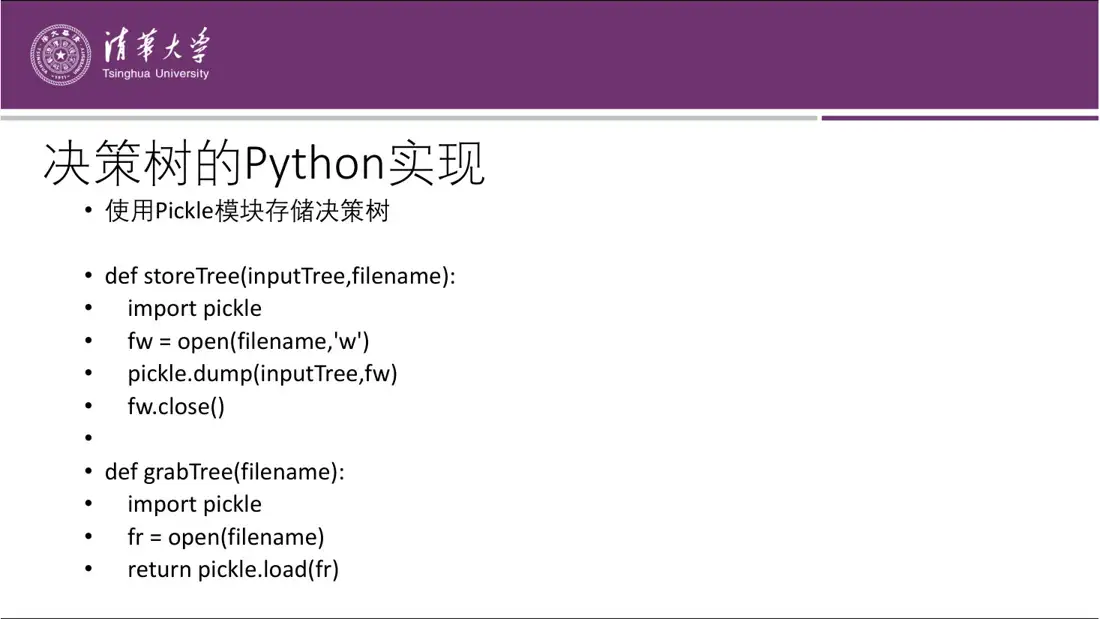 清华大学
Tsinghua University
决策树的Python实现
• 使用Pickle模块存储决策树
• def storeTree(inputTree,filename):
• import pickle
• fw = open(filename,'w')
• pickle.dump(inputTree,fw)
• fw.close()
•
• def grabTree(filename):
• import pickle
• fr = open(filename)
• return pickle.load(fr)